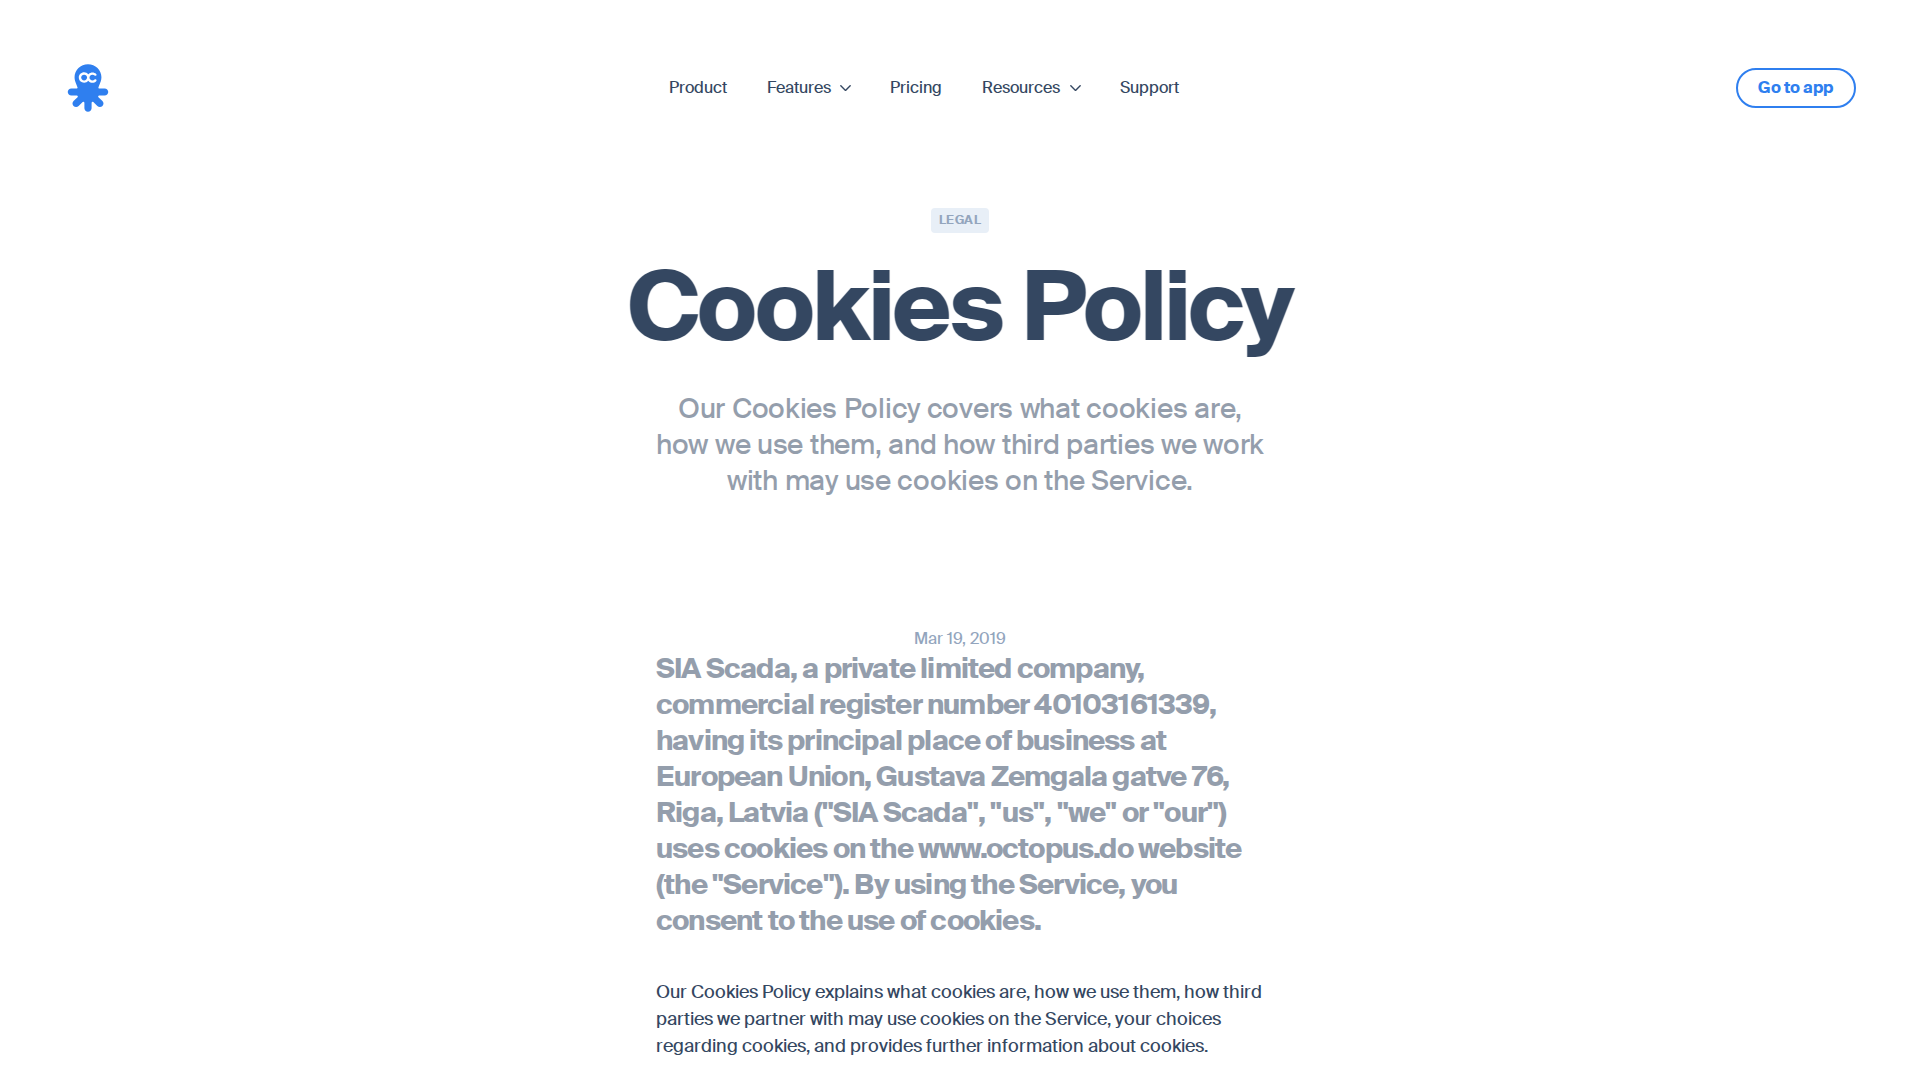 Product Features Pricing Resources Support
Go to app
LEGAL
Cookies Policy
Our Cookies Policy covers what cookies are,
how we use them, and how third parties we work
with may use cookies on the Service.
Mar 19, 2019
SIA Scada, a private limited company,
commercial register number 40103161339,
having its principal place of business at
European Union, Gustava Zemgala gatve 76,
Riga, Latvia ("SIA Scada", "us", "we" or "our")
uses cookies on the www.octopus.do website
(the "Service"). By using the Service, you
consent to the use of cookies.
Our Cookies Policy explains what cookies are, how we use them, how third
parties we partner with may use cookies on the Service, your choices
regarding cookies, and provides further information about cookies.